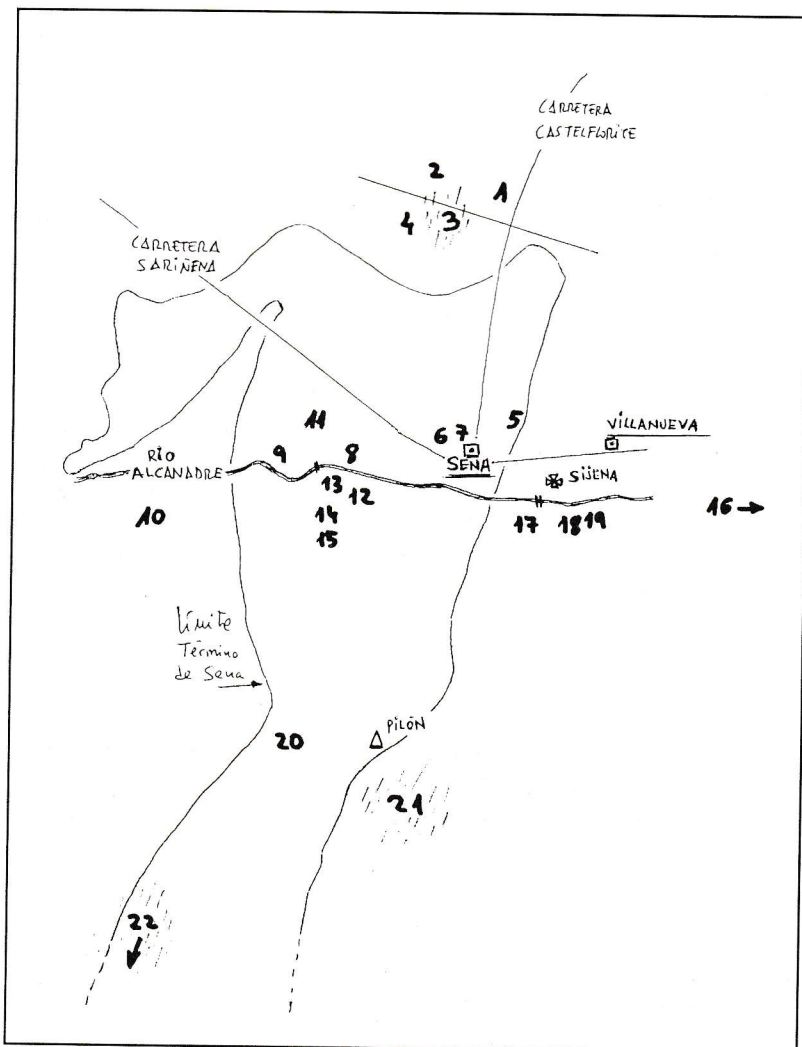 CARRETERA
CASTELFLORITE
2
1
4
3
CARRETERA
SARIÑENA
11
5
6
7
VILLANUEVA
SENA
RÍO
ALCANADRE
9
8
SIJENA
13
12
10
14
15
17
18
19
16
Límite
Término
de Sena
20
PILÓN
21
22